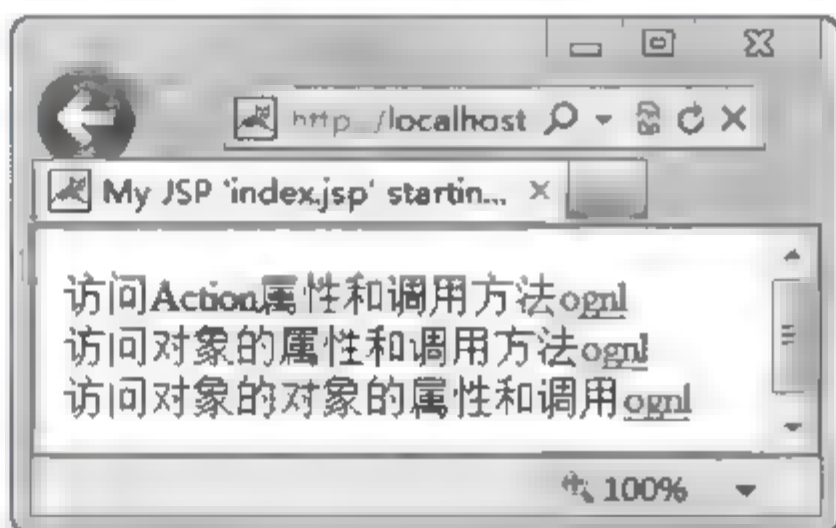 http_/localhost
My JSP 'index.jsp' startin...
访问Action属性和调用方法ognl
访问对象的属性和调用方法ognl
访问对象的对象的属性和调用ognl
100%